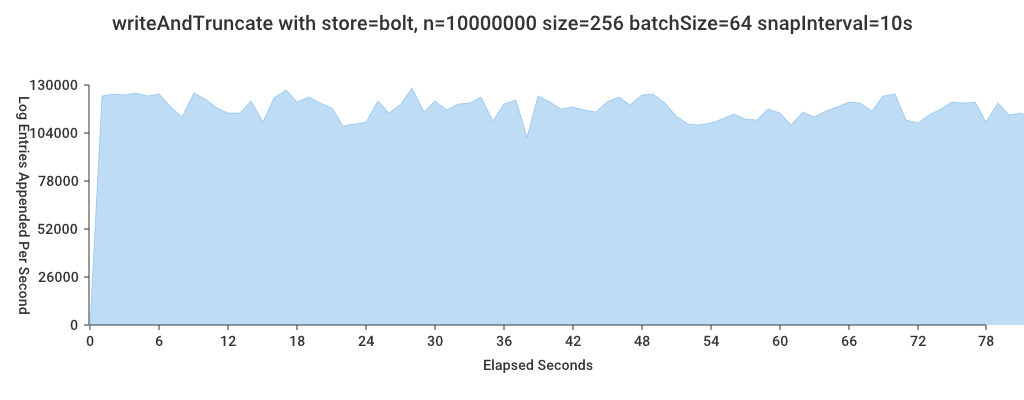 writeAndTruncate with store=bolt, n=10000000 size=256 batchSize=64 snapInterval=10s
Log Entries Appended Per Second
130000
104000
78000
52000
26000
0
0 6 12 18 24 30 36 42 48 54 60 66 72 78
Elapsed Seconds